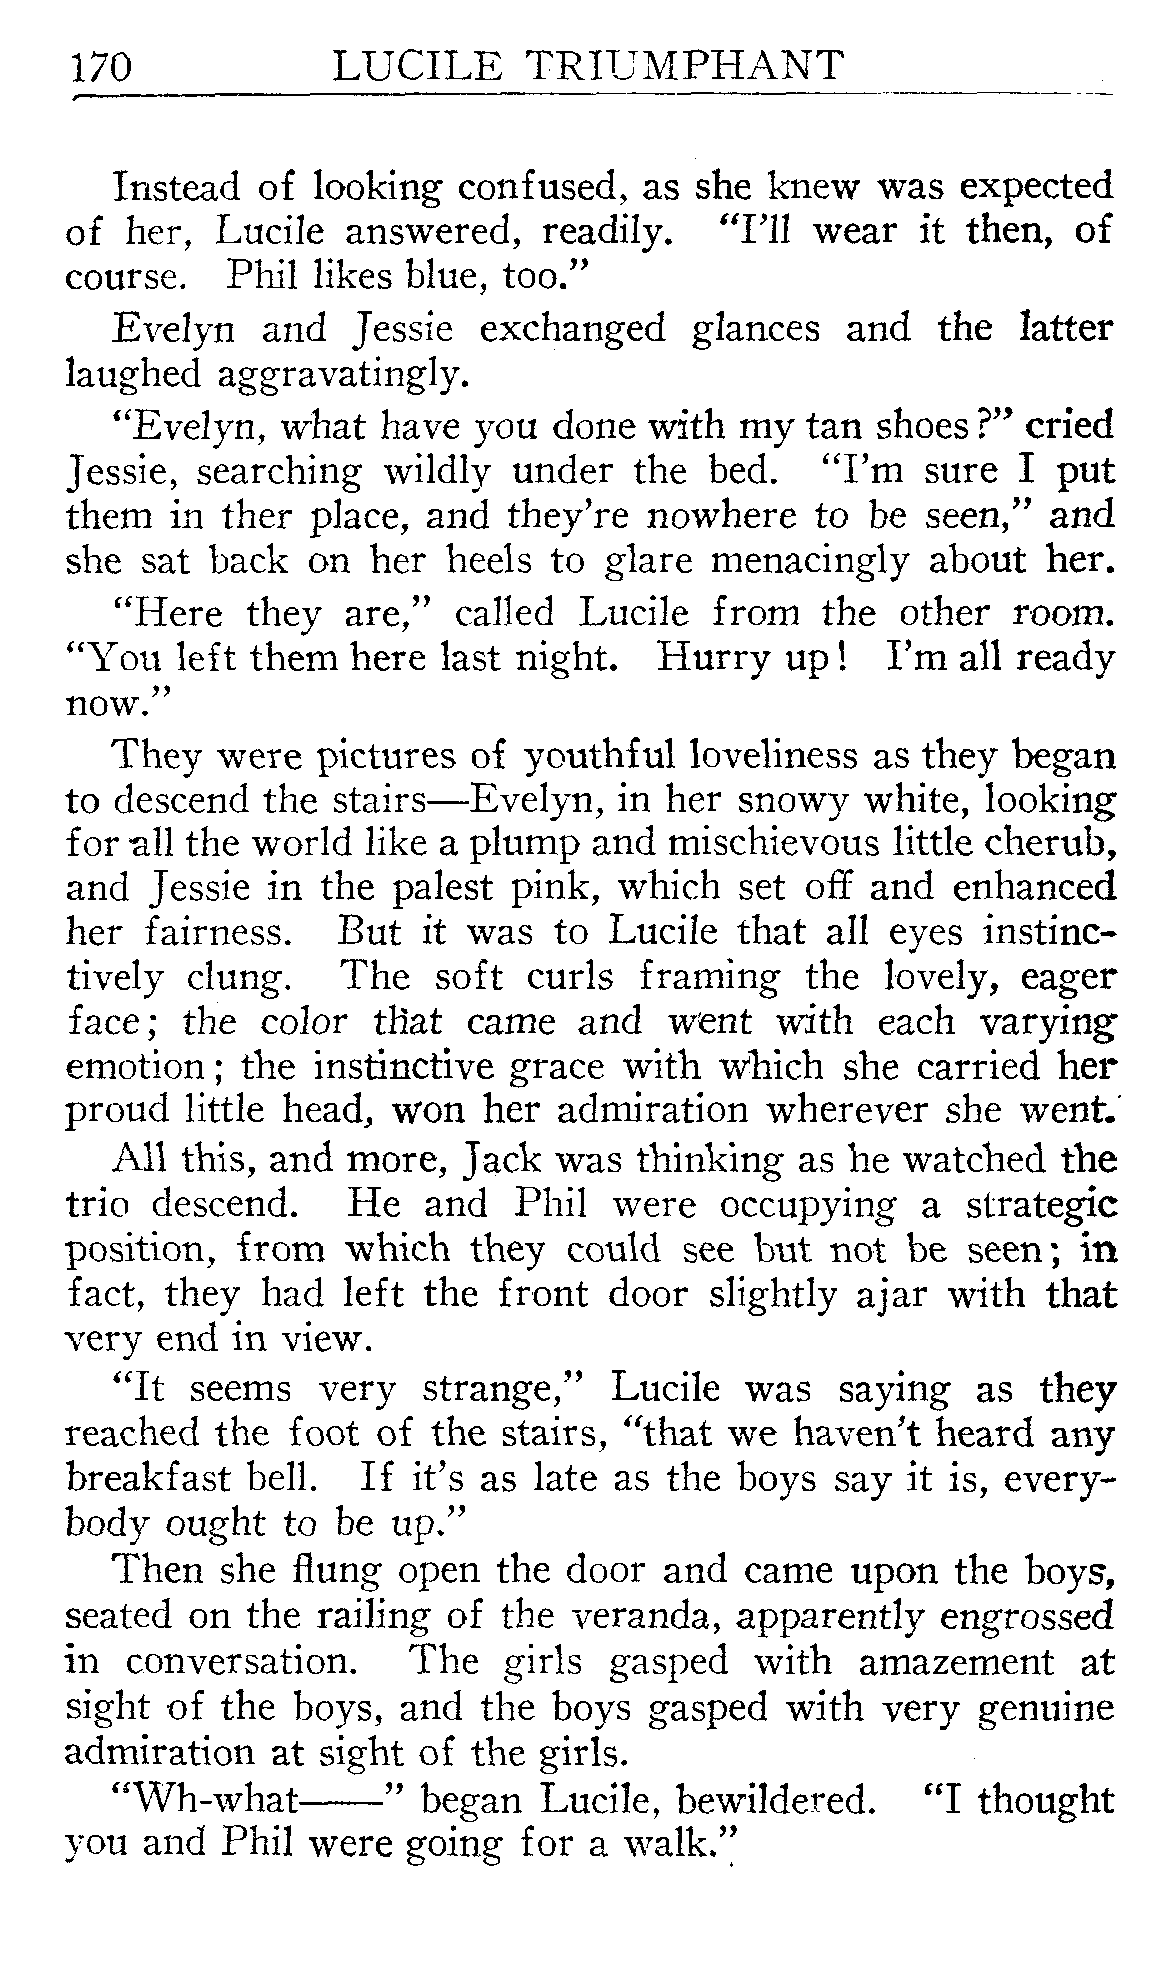 170 LUCILE TRIUMPHANT
Instead of looking confused, as she knew was expected
of her, Lucile answered, readily. “I’ll wear it then, of
course. Phil likes blue, too.”
Evelyn and Jessie exchanged glances and the latter
laughed aggravatingly.
“Evelyn, what have you done with my tan shoes?” cried
Jessie, searching wildly under the bed. “I’m sure I put
them in ther place, and they’re nowhere to be seen,” and
she sat back on her heels to glare menacingly about her.
“Here they are,” called Lucile from the other room.
“You left them here last night. Hurry up! I’m all ready
now.”
They were pictures of youthful loveliness as they began
to descend the stairs—Evelyn, in her snowy white, looking
for all the world like a plump and mischievous little cherub,
and Jessie in the palest pink, which set off and enhanced
her fairness. But it was to Lucile that all eyes instinc-
tively clung. The soft curls framing the lovely, eager
face; the color that came and went with each varying
emotion; the instinctive grace with which she carried her
proud little head, won her admiration wherever she went.
All this, and more, Jack was thinking as he watched the
trio descend. He and Phil were occupying a strategic
position, from which they could see but not be seen; in
fact, they had left the front door slightly ajar with that
very end in view.
“It seems very strange,” Lucile was saying as they
reached the foot of the stairs, “that we haven’t heard any
breakfast bell. If it’s as late as the boys say it is, every-
body ought to be up.”
Then she flung open the door and came upon the boys,
seated on the railing of the veranda, apparently engrossed
in conversation. The girls gasped with amazement at
sight of the boys, and the boys gasped with very genuine
admiration at sight of the girls.
“Wh-what——” began Lucile, bewildered. “I thought
you and Phil were going for a walk.”